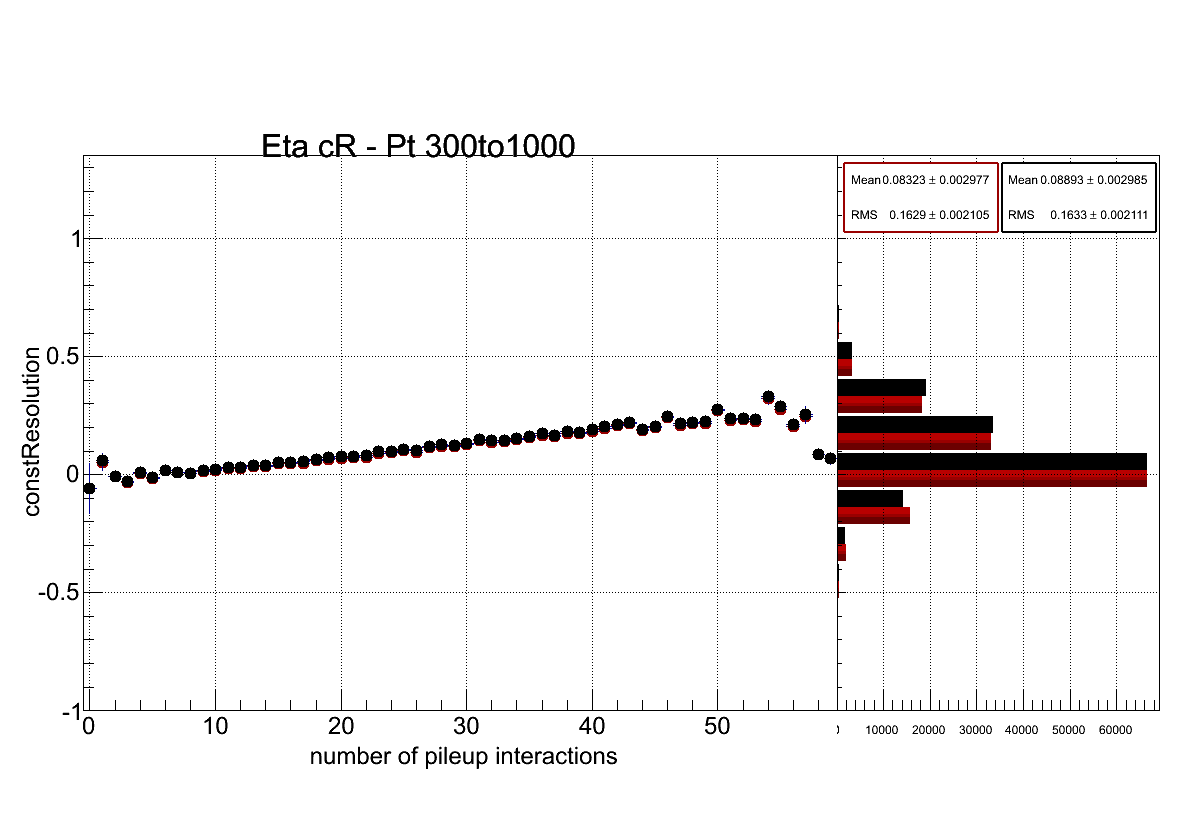 Eta cR - Pt 300to1000
Mean 0.08323 ± 0.002977
RMS 0.1629 ± 0.002105
Mean 0.08893 ± 0.002985
RMS 0.1633 ± 0.002111
constResolution
1
0.5
0
-0.5
-1
0 10 20 30 40 50
number of pileup interactions
10000 20000 30000 40000 50000 60000